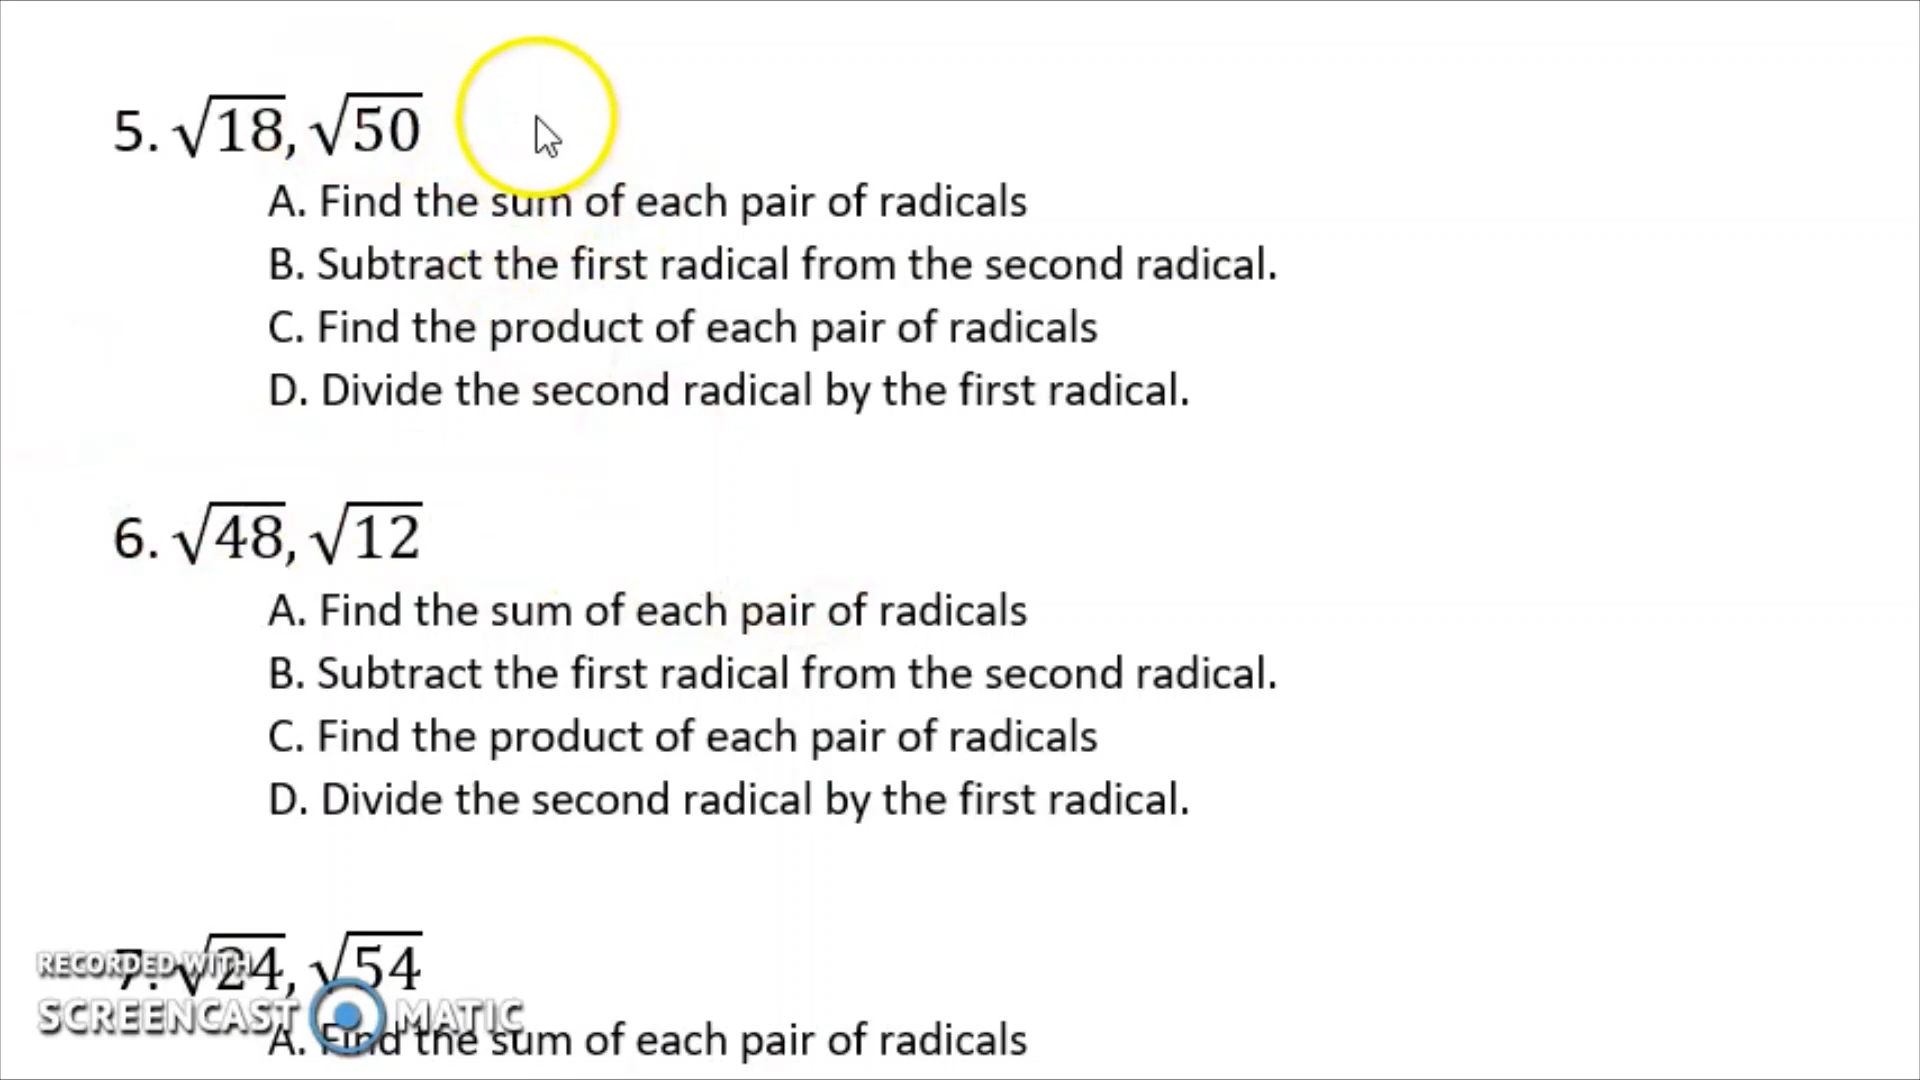 5. √18, √50
A. Find the sum of each pair of radicals
B. Subtract the first radical from the second radical.
C. Find the product of each pair of radicals
D. Divide the second radical by the first radical.
6. √48, √12
A. Find the sum of each pair of radicals
B. Subtract the first radical from the second radical.
C. Find the product of each pair of radicals
D. Divide the second radical by the first radical.
7. √24, √54
RECORDED WITH
SCREENCAST MATIC
A. Find the sum of each pair of radicals